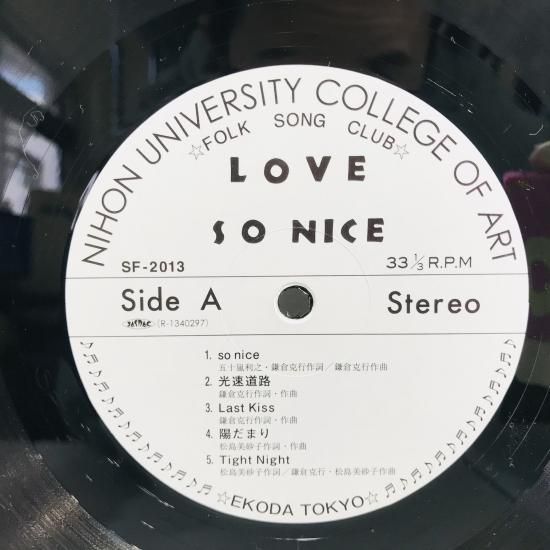 NIHON UNIVERSITY COLLEGE OF ART
☆FOLK SONG CLUB☆
LOVE
SO NICE
SF-2013
33 1/3 R.P.M
Side A
Stereo
JASRAC (R-1340297)
1. so nice
五十嵐利之・鎌倉克行作詞／鎌倉克行作曲
2. 光速道路
鎌倉克行作詞・作曲
3. Last Kiss
鎌倉克行作詞・作曲
4. 陽だまり
松島美砂子作詞・作曲
5. Tight Night
松島美砂子作詞／鎌倉克行・松島美砂子作曲
☆EKODA TOKYO☆